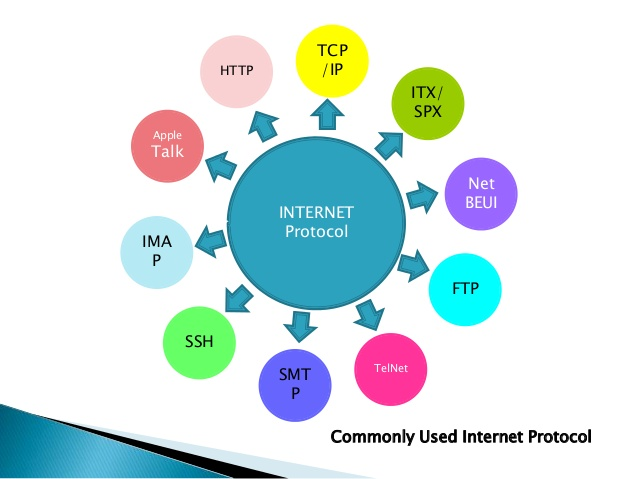 TCP
/IP
HTTP
ITX/
SPX
Apple
Talk
Net
BEUI
INTERNET
Protocol
IMA
P
FTP
SSH
TelNet
SMT
P
Commonly Used Internet Protocol